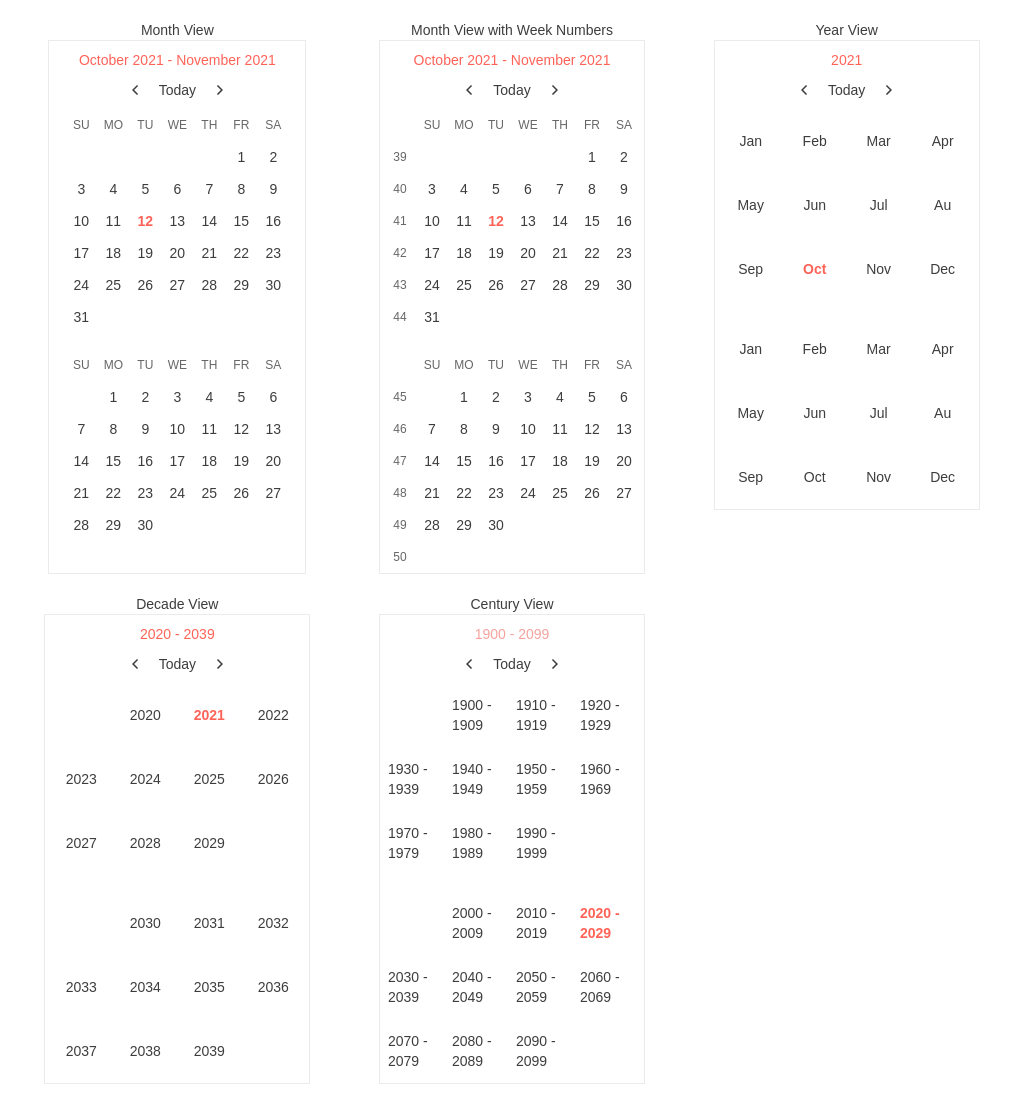 Month View
October 2021 - November 2021
Today
SU MO TU WE TH FR SA
1 2
3 4 5 6 7 8 9
10 11 12 13 14 15 16
17 18 19 20 21 22 23
24 25 26 27 28 29 30
31
SU MO TU WE TH FR SA
1 2 3 4 5 6
7 8 9 10 11 12 13
14 15 16 17 18 19 20
21 22 23 24 25 26 27
28 29 30
Month View with Week Numbers
October 2021 - November 2021
Today
SU MO TU WE TH FR SA
39 1 2
40 3 4 5 6 7 8 9
41 10 11 12 13 14 15 16
42 17 18 19 20 21 22 23
43 24 25 26 27 28 29 30
44 31
SU MO TU WE TH FR SA
45 1 2 3 4 5 6
46 7 8 9 10 11 12 13
47 14 15 16 17 18 19 20
48 21 22 23 24 25 26 27
49 28 29 30
50
Year View
2021
Today
Jan Feb Mar Apr
May Jun Jul Au
Sep Oct Nov Dec
Jan Feb Mar Apr
May Jun Jul Au
Sep Oct Nov Dec
Decade View
2020 - 2039
Today
2020 2021 2022
2023 2024 2025 2026
2027 2028 2029
2030 2031 2032
2033 2034 2035 2036
2037 2038 2039
Century View
1900 - 2099
Today
1900 - 1910 - 1920 -
1909 1919 1929
1930 - 1940 - 1950 - 1960 -
1939 1949 1959 1969
1970 - 1980 - 1990 -
1979 1989 1999
2000 - 2010 - 2020 -
2009 2019 2029
2030 - 2040 - 2050 - 2060 -
2039 2049 2059 2069
2070 - 2080 - 2090 -
2079 2089 2099